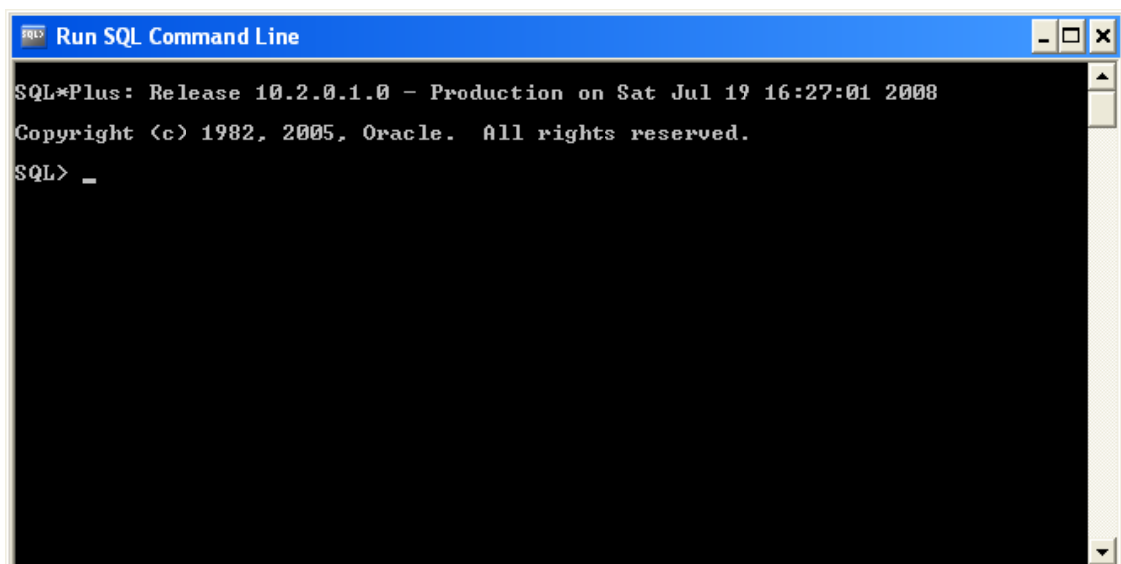 Run SQL Command Line
SQL*Plus: Release 10.2.0.1.0 - Production on Sat Jul 19 16:27:01 2008
Copyright (c) 1982, 2005, Oracle.  All rights reserved.
SQL> _